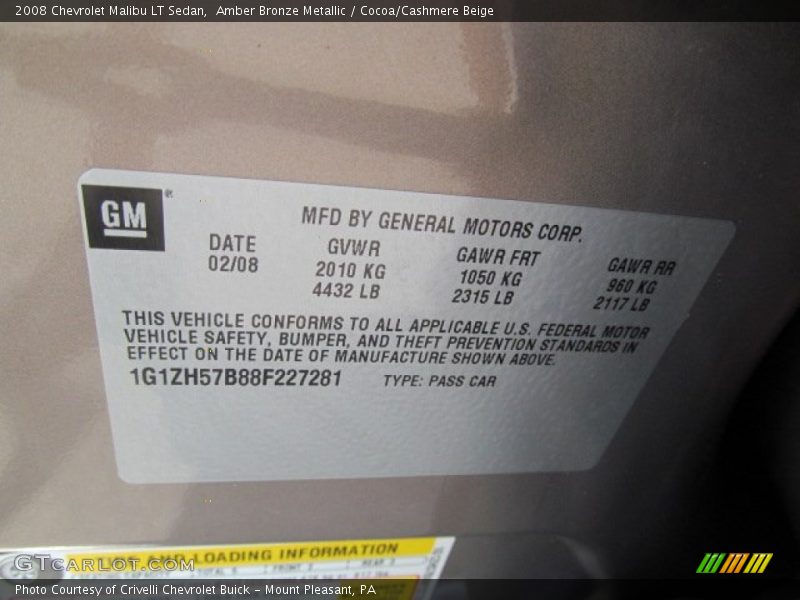 2008 Chevrolet Malibu LT Sedan,  Amber Bronze Metallic / Cocoa/Cashmere Beige
GM®
MFD BY GENERAL MOTORS CORP.
DATE GVWR GAWR FRT GAWR RR
02/08 2010 KG 1050 KG 960 KG
4432 LB 2315 LB 2117 LB
THIS VEHICLE CONFORMS TO ALL APPLICABLE U.S. FEDERAL MOTOR
VEHICLE SAFETY, BUMPER, AND THEFT PREVENTION STANDARDS IN
EFFECT ON THE DATE OF MANUFACTURE SHOWN ABOVE.
1G1ZH57B88F227281 TYPE: PASS CAR
AND LOADING INFORMATION
GTCARLOT.COM
Photo Courtesy of Crivelli Chevrolet Buick - Mount Pleasant, PA